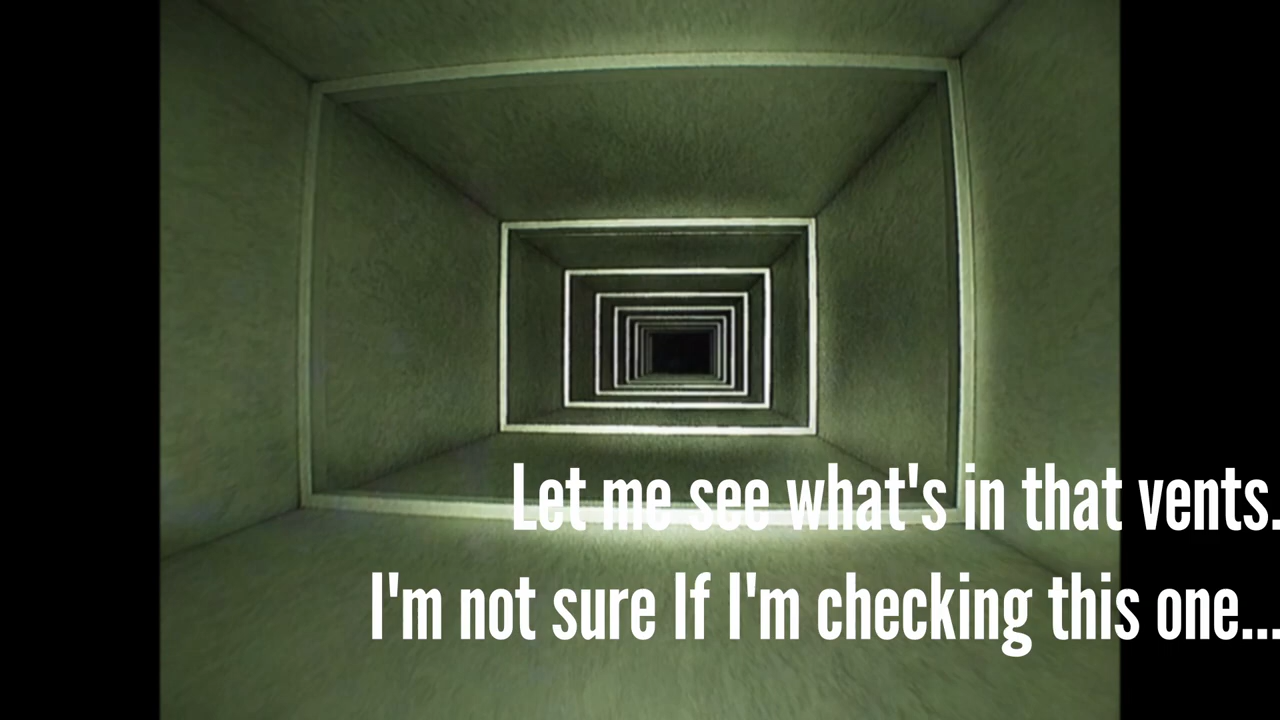 Let me see what's in that vents.
I'm not sure If I'm checking this one...